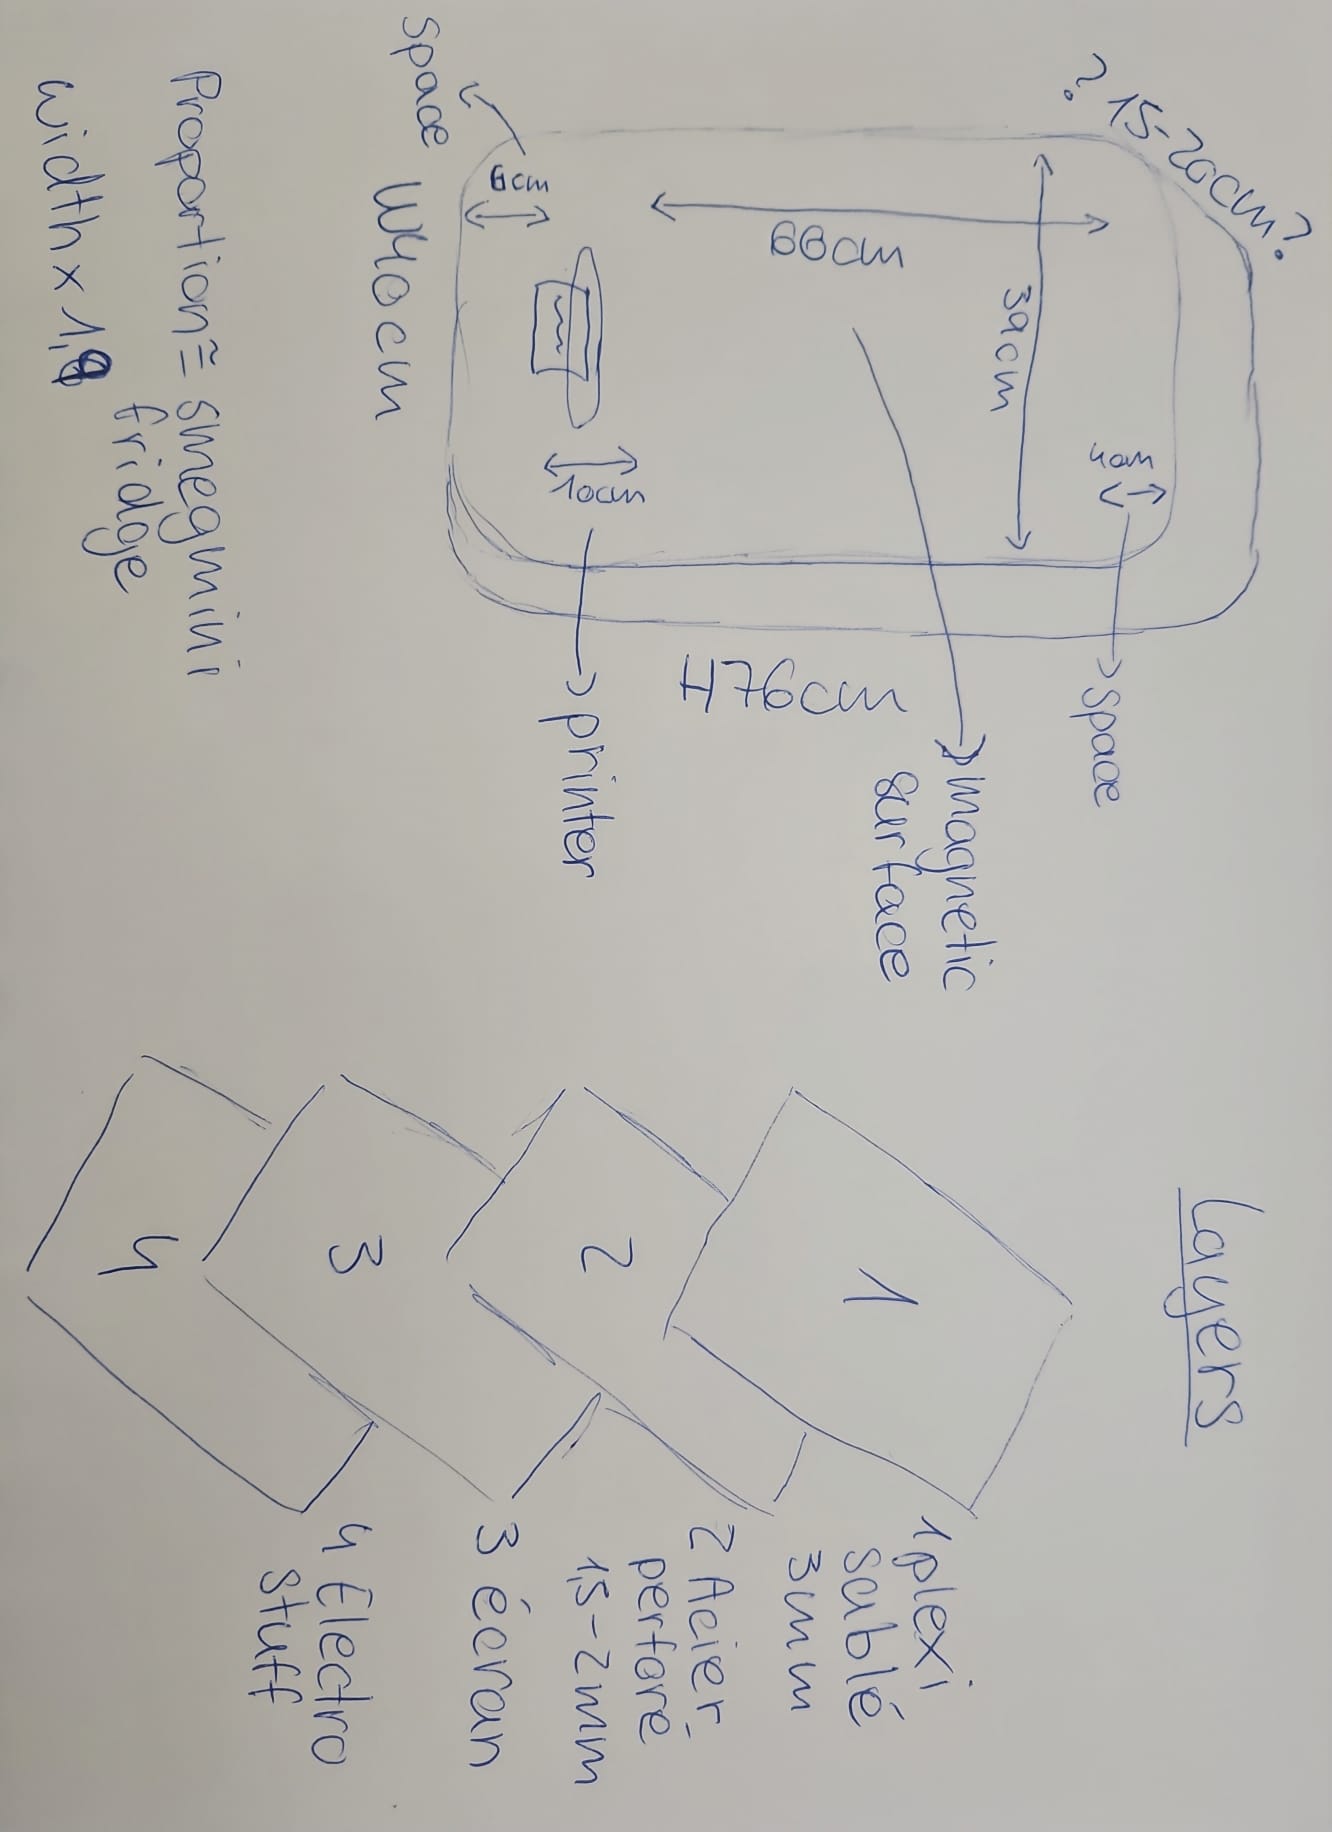 ? 15-20cm?
4cm
space
39cm
magnetic
surface
66cm
H76cm
10cm
printer
6cm
space
W40cm
Proportion ≅ smegmini
fridge
width x 1,9
Layers
1
1 plexi
sablé
3mm
2 Acier
perforé
1,5-2mm
2
3 écran
3
4 Electro
stuff
4